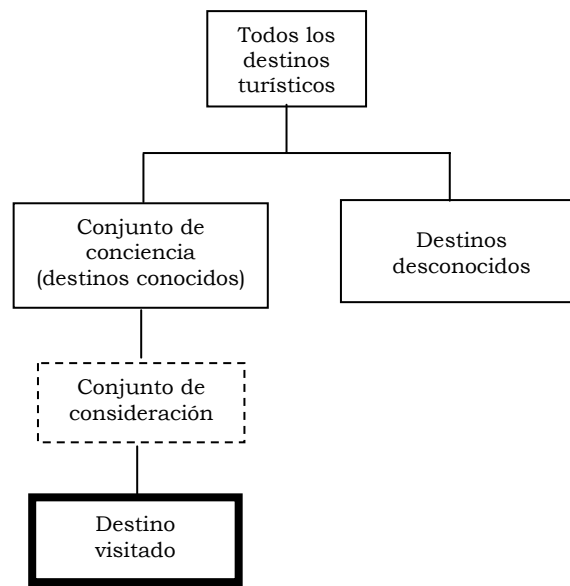 Todos los
destinos
turísticos
Conjunto de
conciencia
(destinos conocidos)
Destinos
desconocidos
Conjunto de
consideración
Destino
visitado